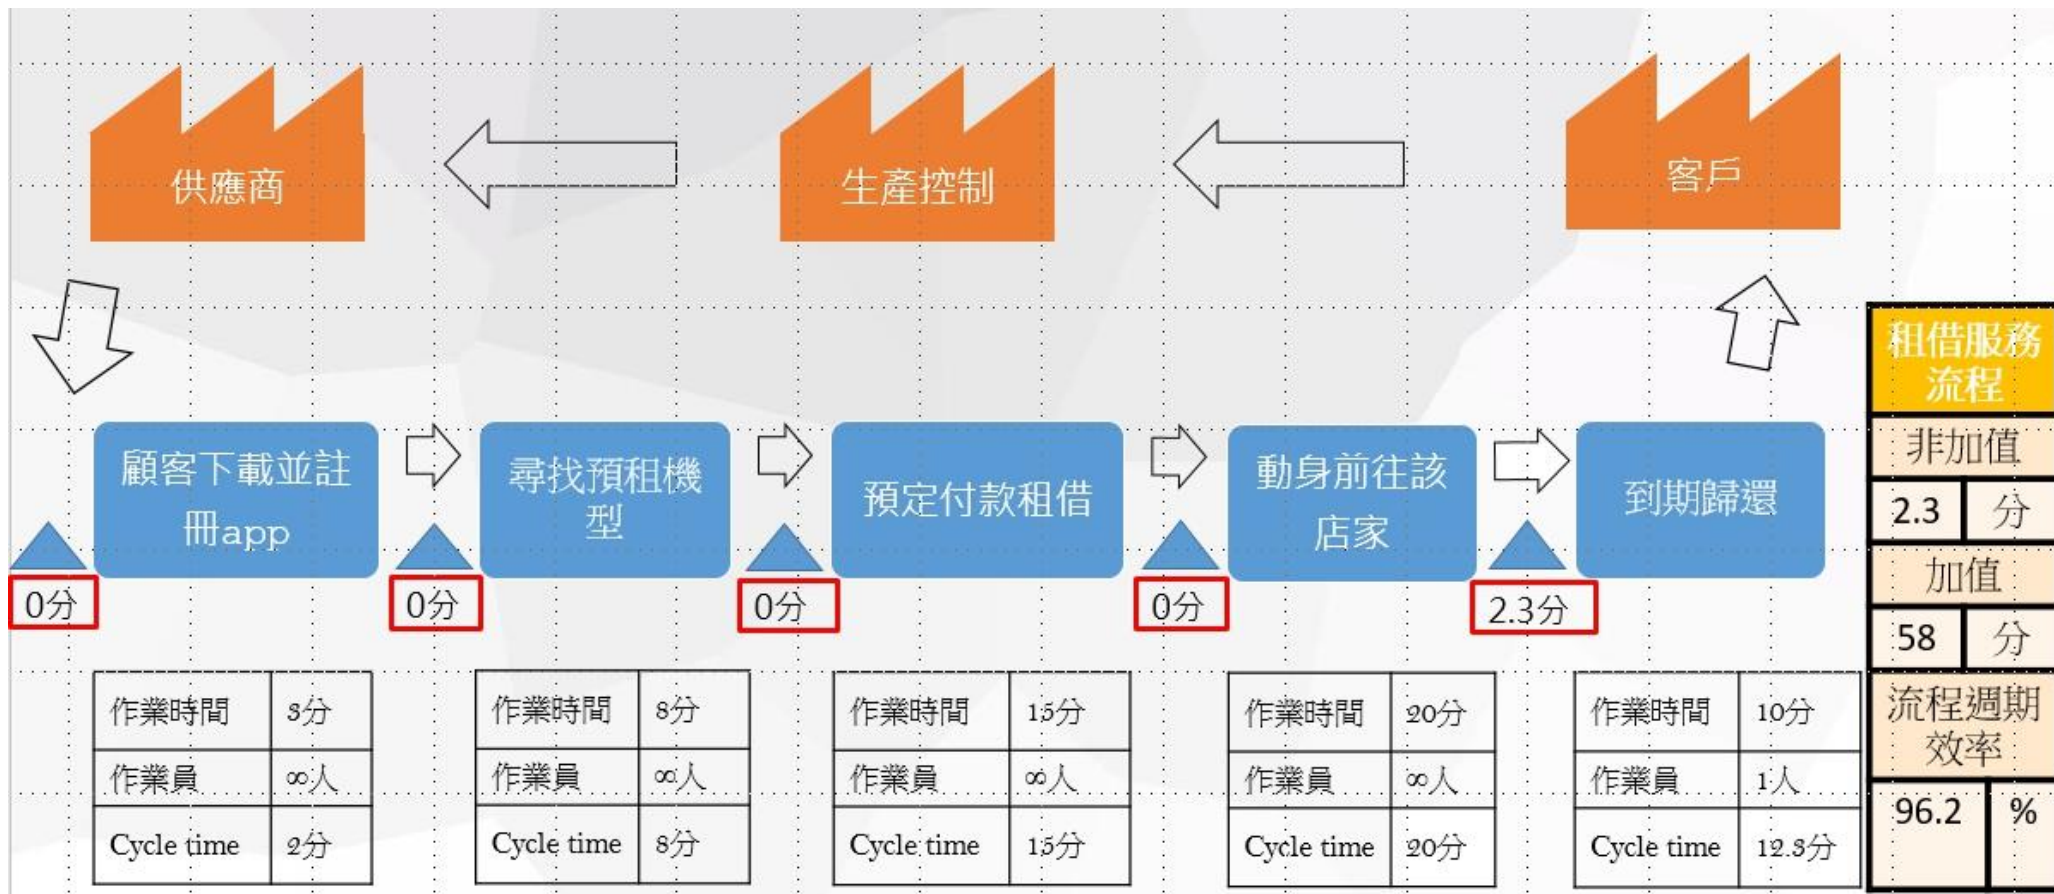 供應商
生產控制
客戶
顧客下載並註
冊app
尋找預租機
型
預定付款租借
動身前往該
店家
到期歸還
0分
0分
0分
0分
2.3分
作業時間 3分
作業員 ∞人
Cycle time 2分
作業時間 8分
作業員 ∞人
Cycle time 8分
作業時間 15分
作業員 ∞人
Cycle time 15分
作業時間 20分
作業員 ∞人
Cycle time 20分
作業時間 10分
作業員 1人
Cycle time 12.3分
租借服務
流程
非加值
2.3 分
加值
58 分
流程週期
效率
96.2 %